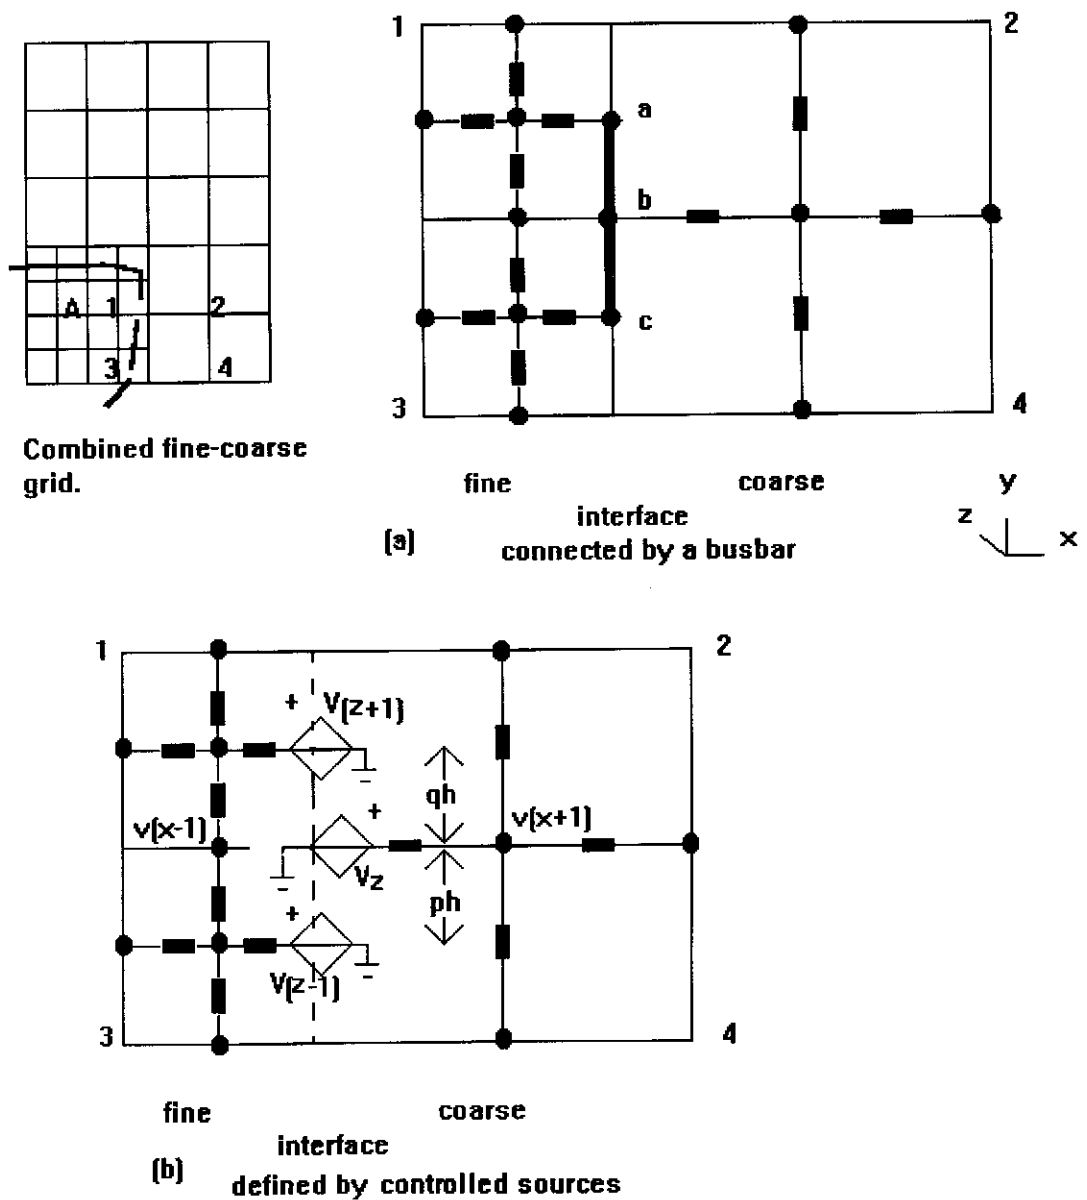 1
2
a
b
c
A 1 2
3 4
3
4
Combined fine-coarse
grid.
fine
coarse
interface
(a)
connected by a busbar
y
z
x
1
2
+
V(z+1)
qh
+
v(x-1)
v(x+1)
Vz
ph
+
V(z-1)
3
4
fine
coarse
interface
(b)
defined by controlled sources